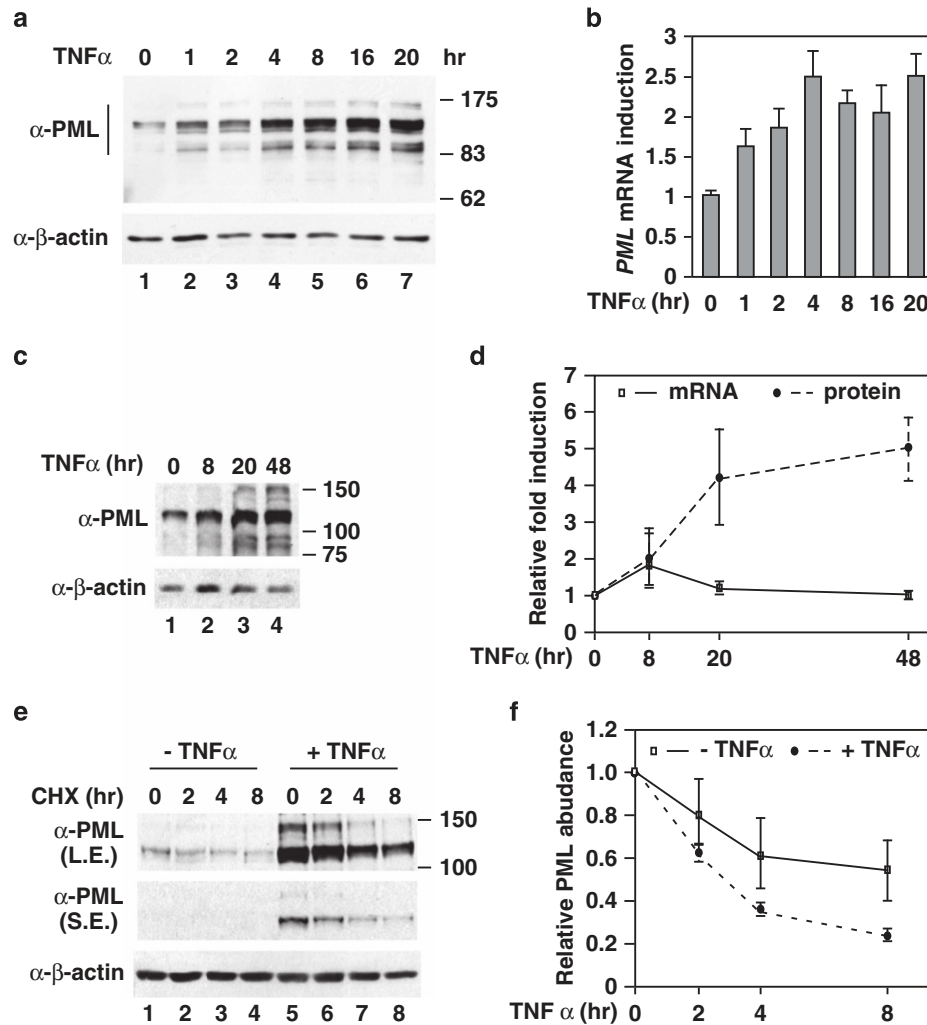 a
TNFα 0 1 2 4 8 16 20 hr
α-PML
175
83
62
α-β-actin
1 2 3 4 5 6 7
b
PML mRNA induction
3
2.5
2
1.5
1
0.5
0
TNFα (hr) 0 1 2 4 8 16 20
c
TNFα (hr) 0 8 20 48
α-PML
150
100
75
α-β-actin
1 2 3 4
d
Relative fold induction
7
6
5
4
3
2
1
0
mRNA protein
TNFα (hr) 0 8 20 48
e
- TNFα + TNFα
CHX (hr) 0 2 4 8 0 2 4 8
α-PML
(L.E.)
150
100
α-PML
(S.E.)
α-β-actin
1 2 3 4 5 6 7 8
f
Relative PML abudance
1.2
1.0
0.8
0.6
0.4
0.2
0
- TNFα + TNFα
TNF α (hr) 0 2 4 8